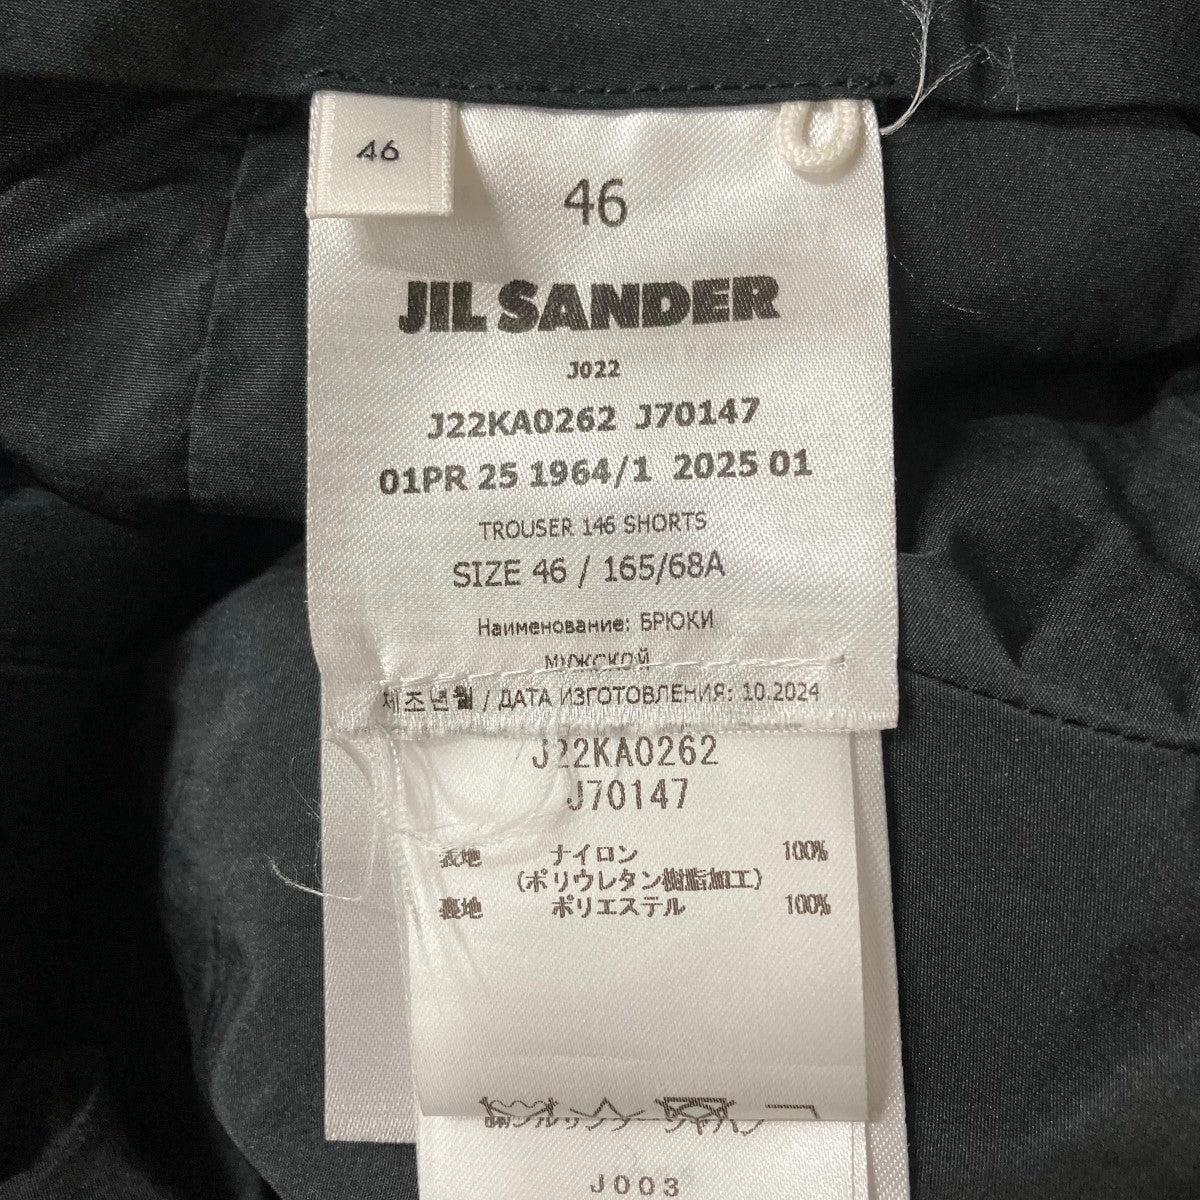 46
46
JIL SANDER
J022
J22KA0262 J70147
01PR 25 1964/1 2025 01
TROUSER 146 SHORTS
SIZE 46 / 165/68A
Наименование: БРЮКИ
МУЖСКОЙ
제조년월 / ДАТА ИЗГОТОВЛЕНИЯ: 10.2024
J22KA0262
J70147
表地 ナイロン 100%
(ポリウレタン樹脂加工)
裏地 ポリエステル 100%
J003